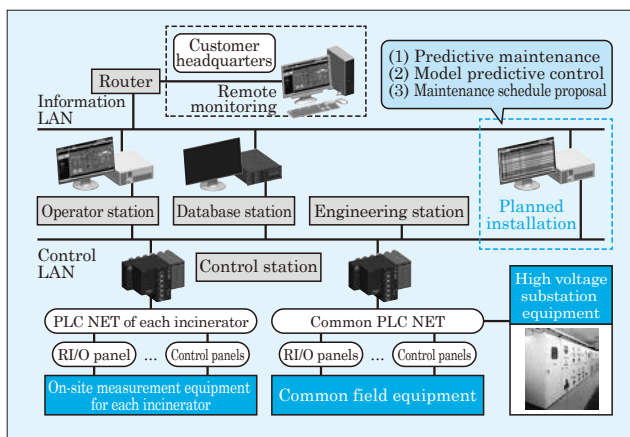 Customer
headquarters
Router
Remote
monitoring
Information
LAN
(1) Predictive maintenance
(2) Model predictive control
(3) Maintenance schedule proposal
Operator station
Database station
Engineering station
Planned
installation
Control
LAN
Control station
High voltage
substation
equipment
PLC NET of each incinerator
Common PLC NET
RI/O panel
...
Control panels
RI/O panels
...
Control panels
On-site measurement equipment
for each incinerator
Common field equipment